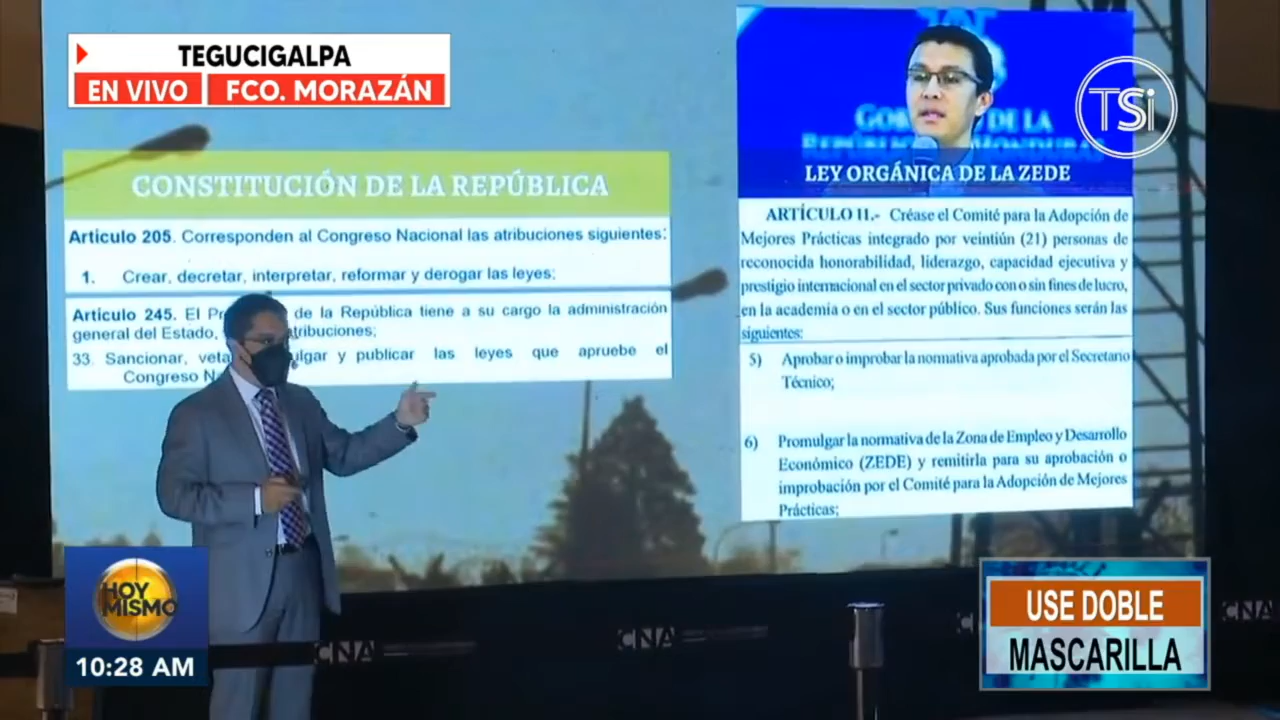 TEGUCIGALPA
EN VIVO FCO. MORAZÁN
TSi
CONSTITUCIÓN DE LA REPÚBLICA
Artículo 205. Corresponden al Congreso Nacional las atribuciones siguientes:
1. Crear, decretar, interpretar, reformar y derogar las leyes;
Artículo 245. El de la República tiene a su cargo la administración
general del Estado,
33. Sancionar, y publicar las leyes que apruebe el
Congreso
GOB DE LA
LEY ORGÁNICA DE LA ZEDE
ARTÍCULO 11.- Créase el Comité para la Adopción de
Mejores Prácticas integrado por veintiún (21) personas de
reconocida honorabilidad, liderazgo, capacidad ejecutiva y
prestigio internacional en el sector privado con o sin fines de lucro,
en la academia o en el sector público. Sus funciones serán las
siguientes:
5) Aprobar o improbar la normativa aprobada por el Secretario
Técnico;
6) Promulgar la normativa de la Zona de Empleo y Desarrollo
Económico (ZEDE) y remitirla para su aprobación o
improbación por el Comité para la Adopción de Mejores
Prácticas;
HOY
MISMO
10:28 AM
CNA
CNA
CNA
USE DOBLE
MASCARILLA